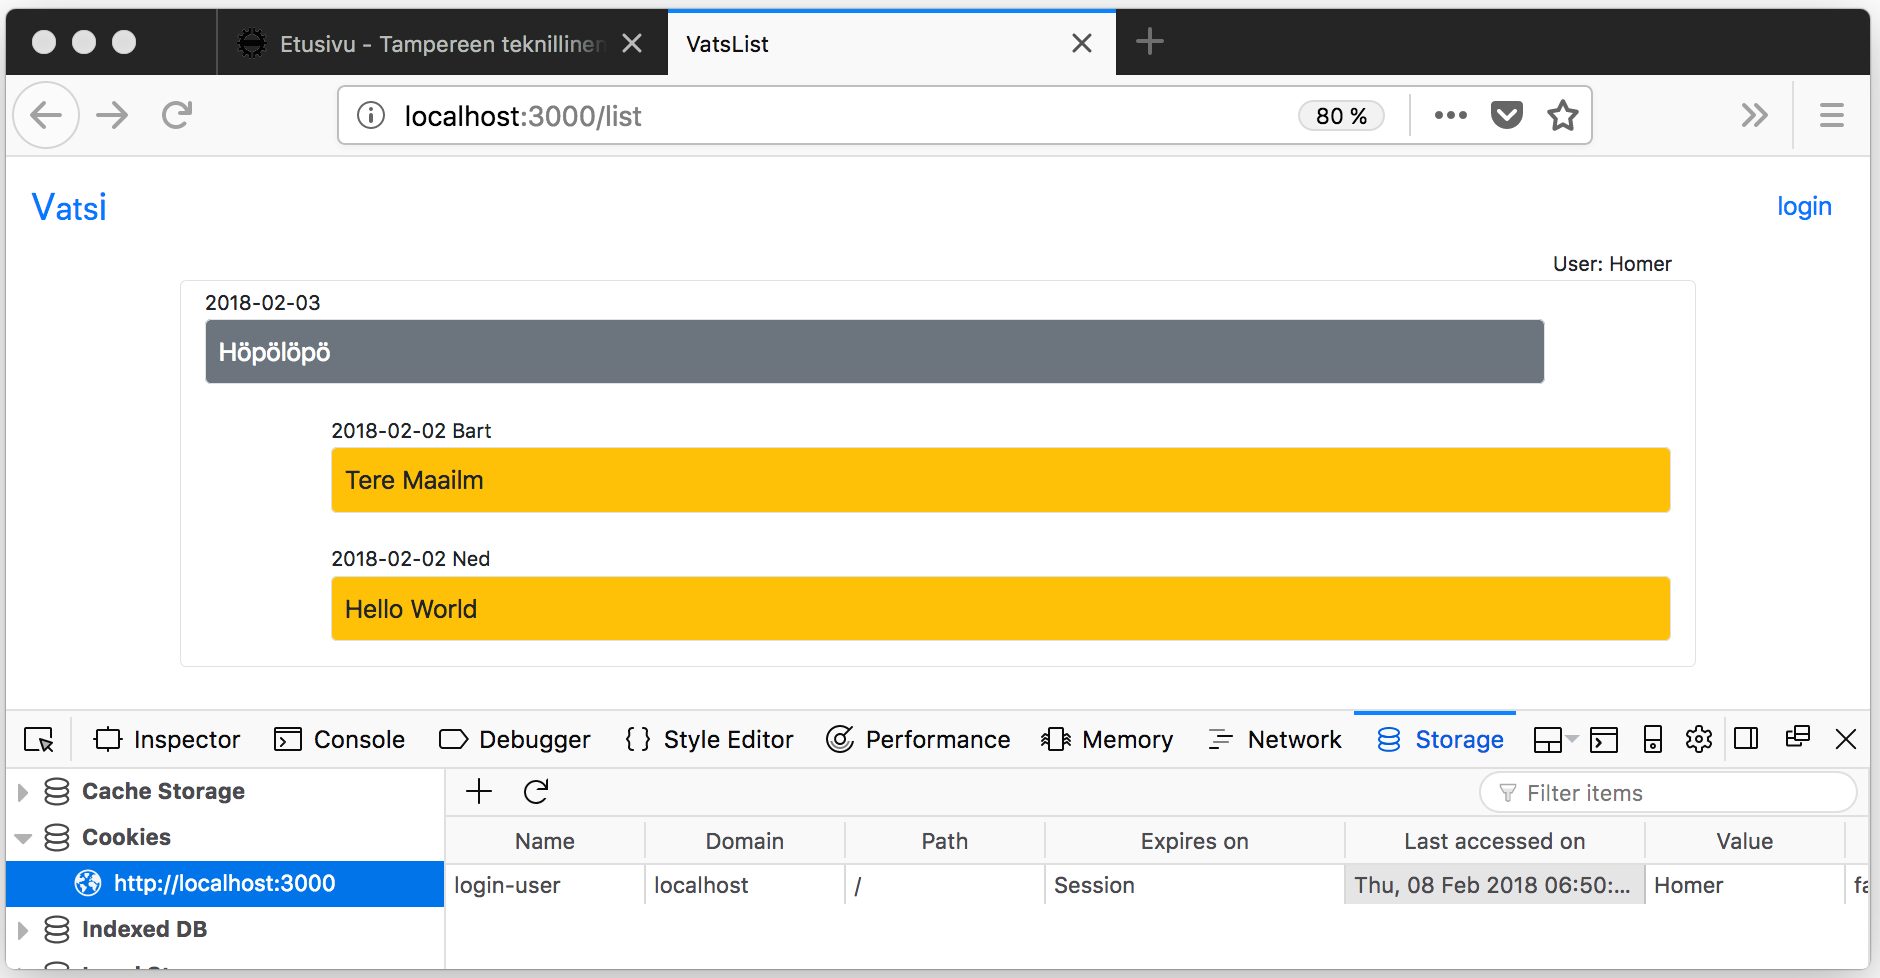 Etusivu - Tampereen teknillinen
VatsList
localhost:3000/list
80 %
Vatsi
login
User: Homer
2018-02-03
Höpölöpö
2018-02-02 Bart
Tere Maailm
2018-02-02 Ned
Hello World
Inspector Console Debugger Style Editor Performance Memory Network Storage
Cache Storage
Filter items
Cookies
Name Domain Path Expires on Last accessed on Value
http://localhost:3000
login-user localhost / Session Thu, 08 Feb 2018 06:50:... Homer
Indexed DB